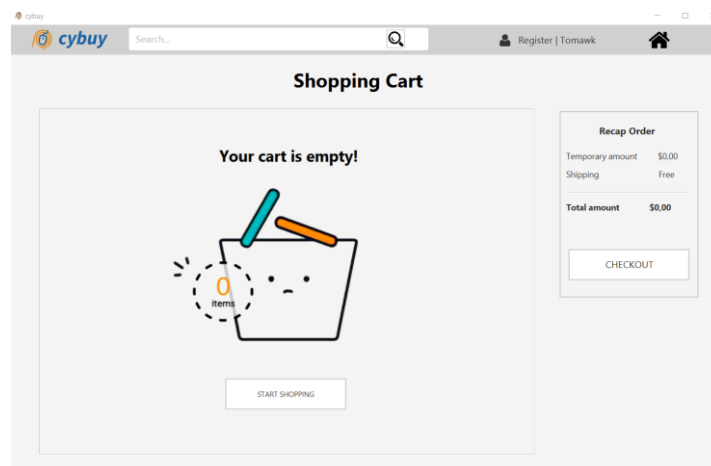 cybuy
cybuy
Search...
Register | Tomawk
Shopping Cart
Your cart is empty!
0
items
START SHOPPING
Recap Order
Temporary amount $0,00
Shipping Free
Total amount $0,00
CHECKOUT